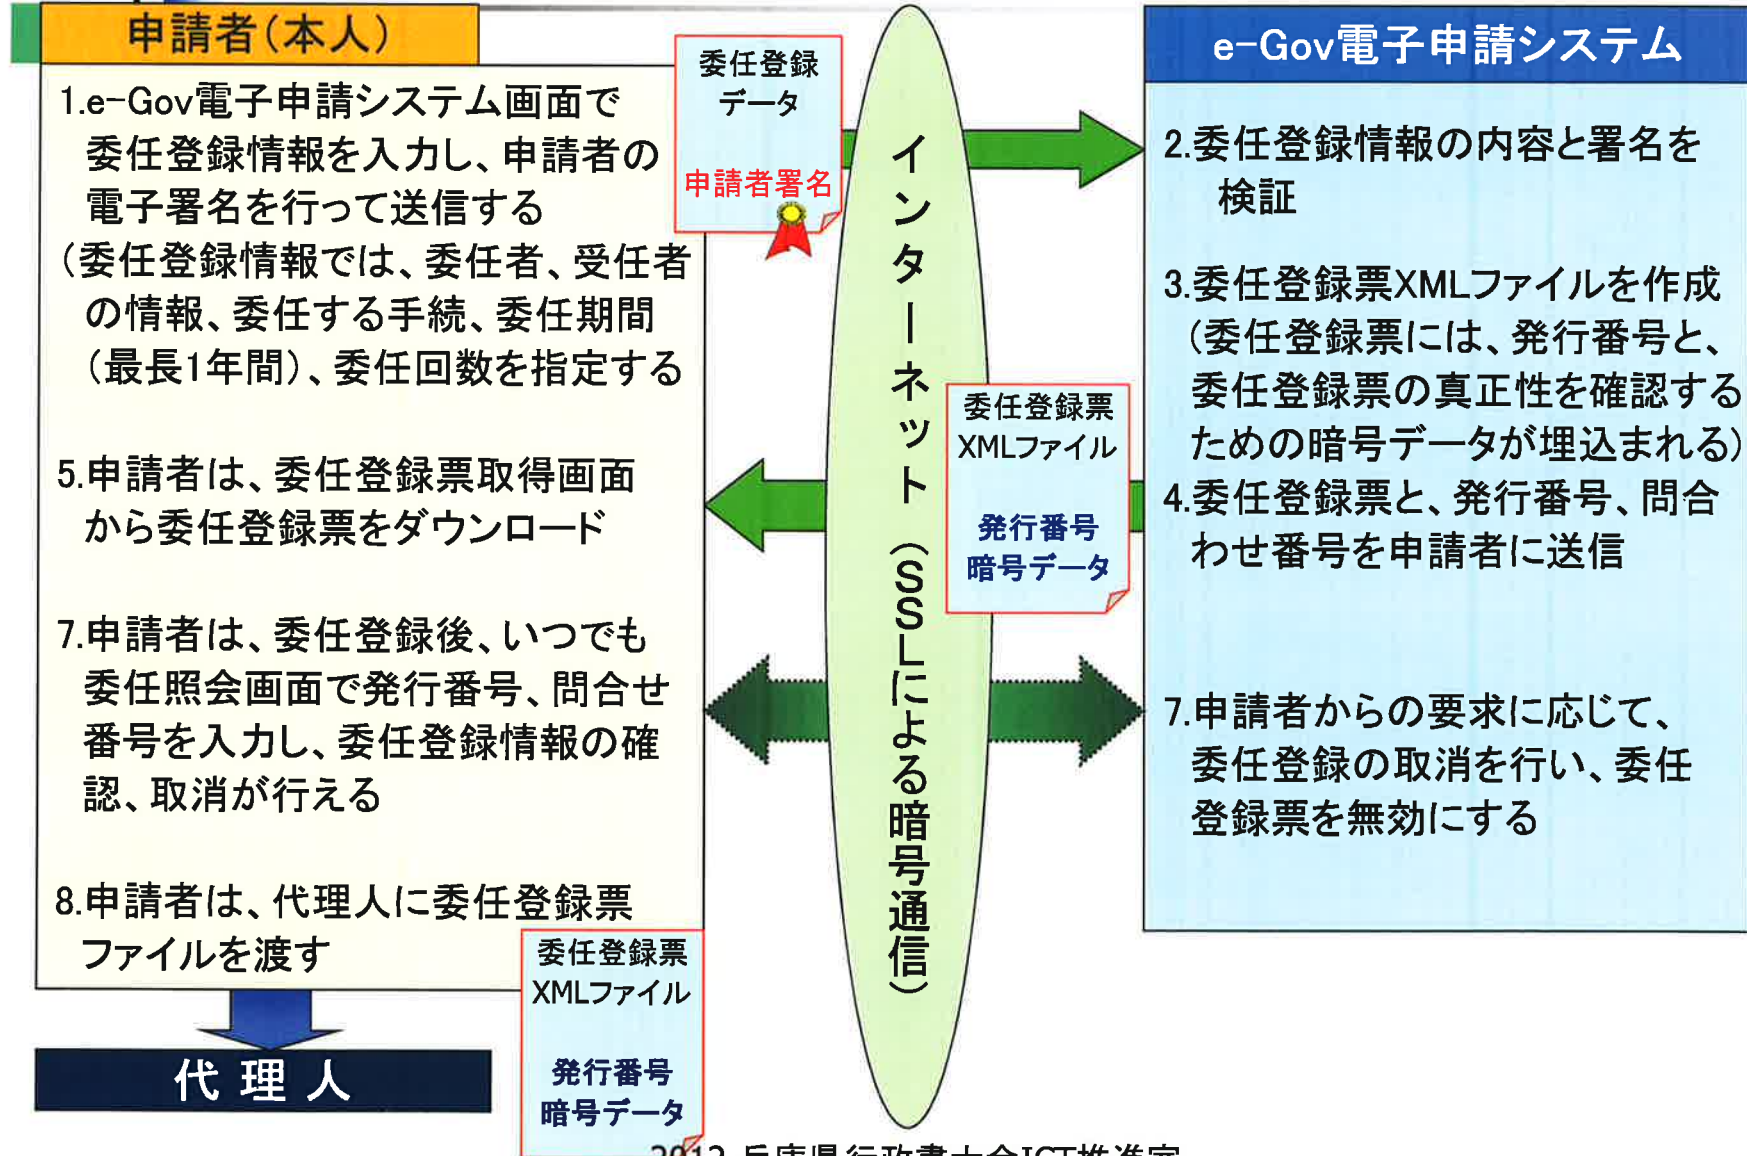 申請者(本人)
1.e-Gov電子申請システム画面で
委任登録情報を入力し、申請者の
電子署名を行って送信する
(委任登録情報では、委任者、受任者
の情報、委任する手続、委任期間
(最長1年間)、委任回数を指定する
5.申請者は、委任登録票取得画面
から委任登録票をダウンロード
7.申請者は、委任登録後、いつでも
委任照会画面で発行番号、問合せ
番号を入力し、委任登録情報の確
認、取消が行える
8.申請者は、代理人に委任登録票
ファイルを渡す
代理人
委任登録票
XMLファイル
発行番号
暗号データ
委任登録
データ
申請者署名
インターネット(SSLによる暗号通信)
委任登録票
XMLファイル
発行番号
暗号データ
e-Gov電子申請システム
2.委任登録情報の内容と署名を
検証
3.委任登録票XMLファイルを作成
(委任登録票には、発行番号と、
委任登録票の真正性を確認する
ための暗号データが埋込まれる)
4.委任登録票と、発行番号、問合
わせ番号を申請者に送信
7.申請者からの要求に応じて、
委任登録の取消を行い、委任
登録票を無効にする
2012 兵庫県行政書士会ICT推進室